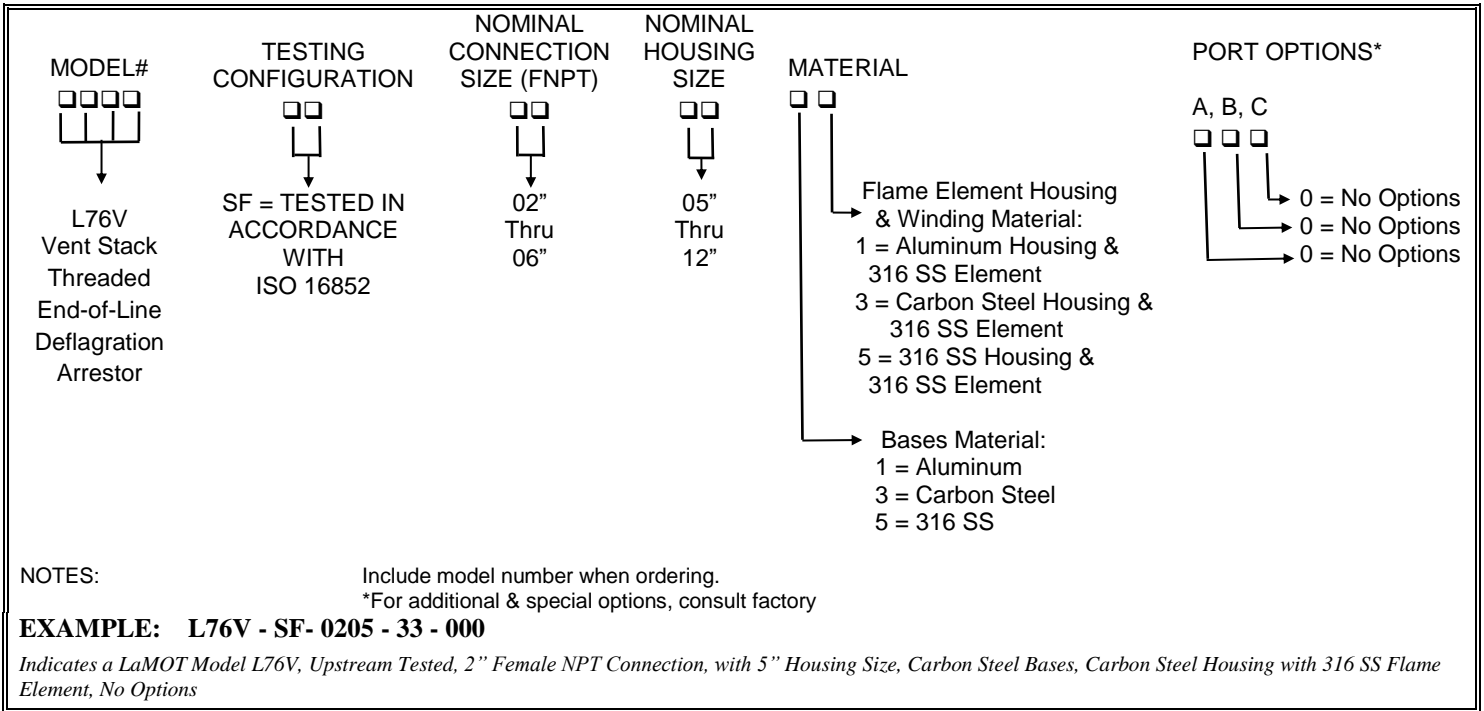 MODEL#
L76V
Vent Stack
Threaded
End-of-Line
Deflagration
Arrestor
TESTING
CONFIGURATION
SF = TESTED IN
ACCORDANCE
WITH
ISO 16852
NOMINAL
CONNECTION
SIZE (FNPT)
02”
Thru
06”
NOMINAL
HOUSING
SIZE
05”
Thru
12”
MATERIAL
Flame Element Housing
& Winding Material:
1 = Aluminum Housing &
316 SS Element
3 = Carbon Steel Housing &
316 SS Element
5 = 316 SS Housing &
316 SS Element
Bases Material:
1 = Aluminum
3 = Carbon Steel
5 = 316 SS
PORT OPTIONS*
A, B, C
0 = No Options
0 = No Options
0 = No Options
NOTES: Include model number when ordering.
*For additional & special options, consult factory
EXAMPLE: L76V - SF- 0205 - 33 - 000
Indicates a LaMOT Model L76V, Upstream Tested, 2” Female NPT Connection, with 5” Housing Size, Carbon Steel Bases, Carbon Steel Housing with 316 SS Flame
Element, No Options